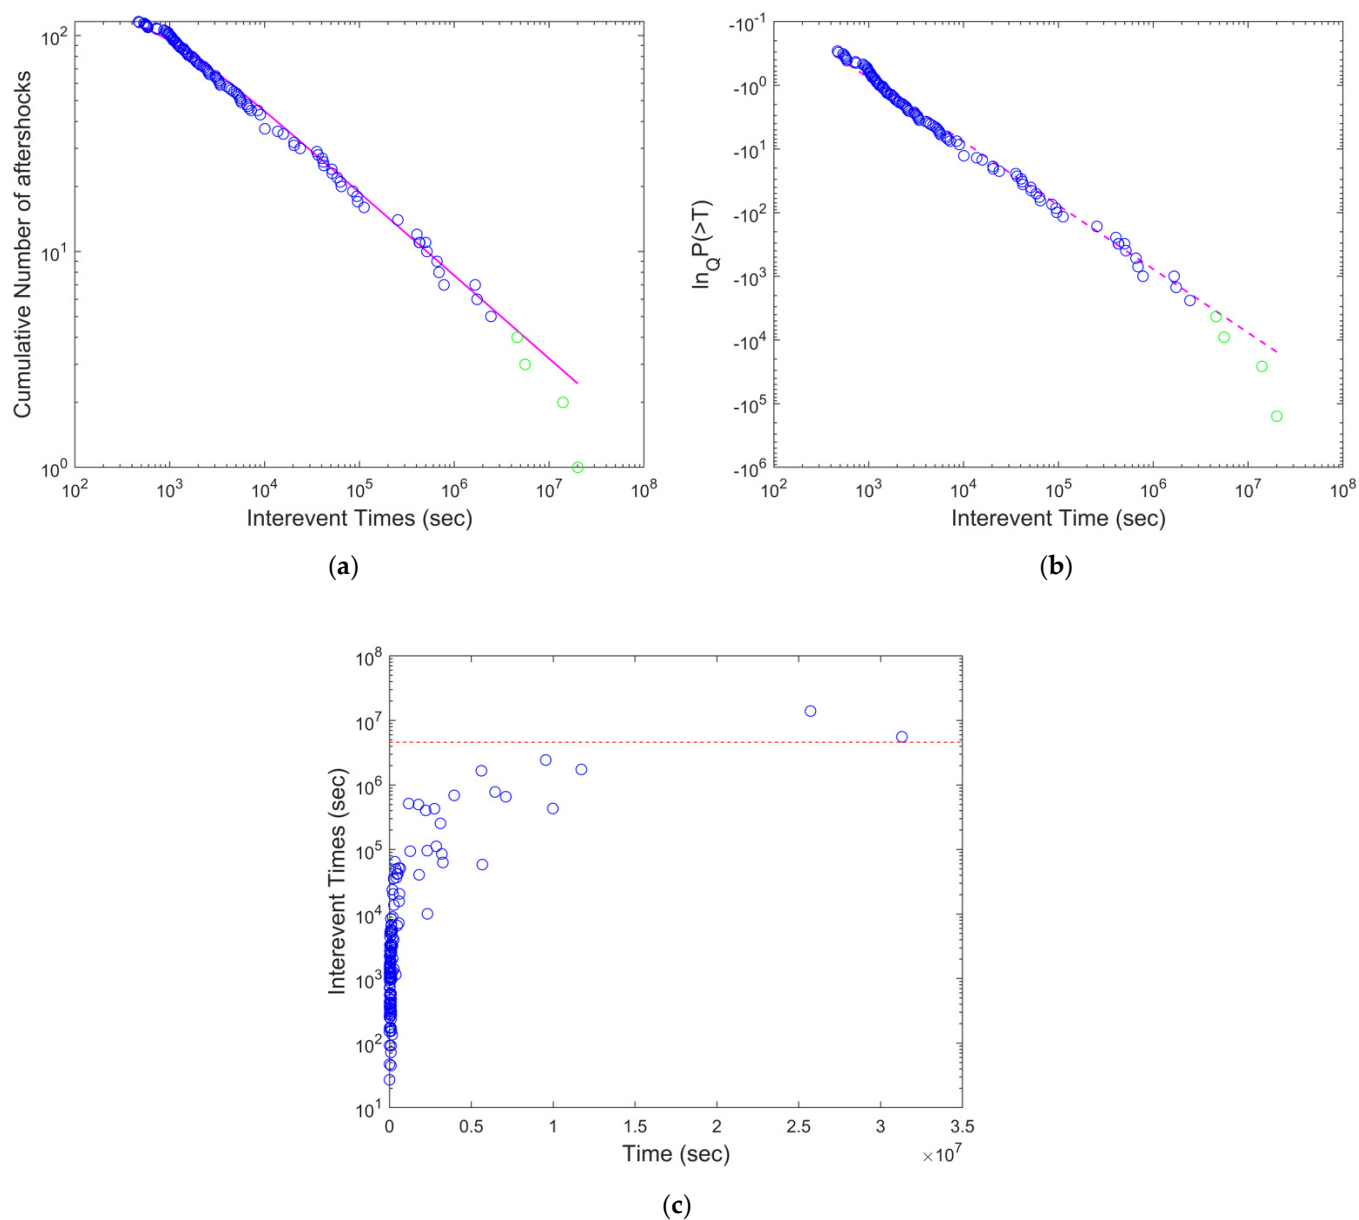 10^2
10^1
10^0
Cumulative Number of aftershocks
10^2 10^3 10^4 10^5 10^6 10^7 10^8
Interevent Times (sec)
(a)
-10^-1
-10^0
-10^1
-10^2
-10^3
-10^4
-10^5
-10^6
ln_Q P(>T)
10^2 10^3 10^4 10^5 10^6 10^7 10^8
Interevent Time (sec)
(b)
10^8
10^7
10^6
10^5
10^4
10^3
10^2
10^1
Interevent Times (sec)
0 0.5 1 1.5 2 2.5 3 3.5
Time (sec)
×10^7
(c)